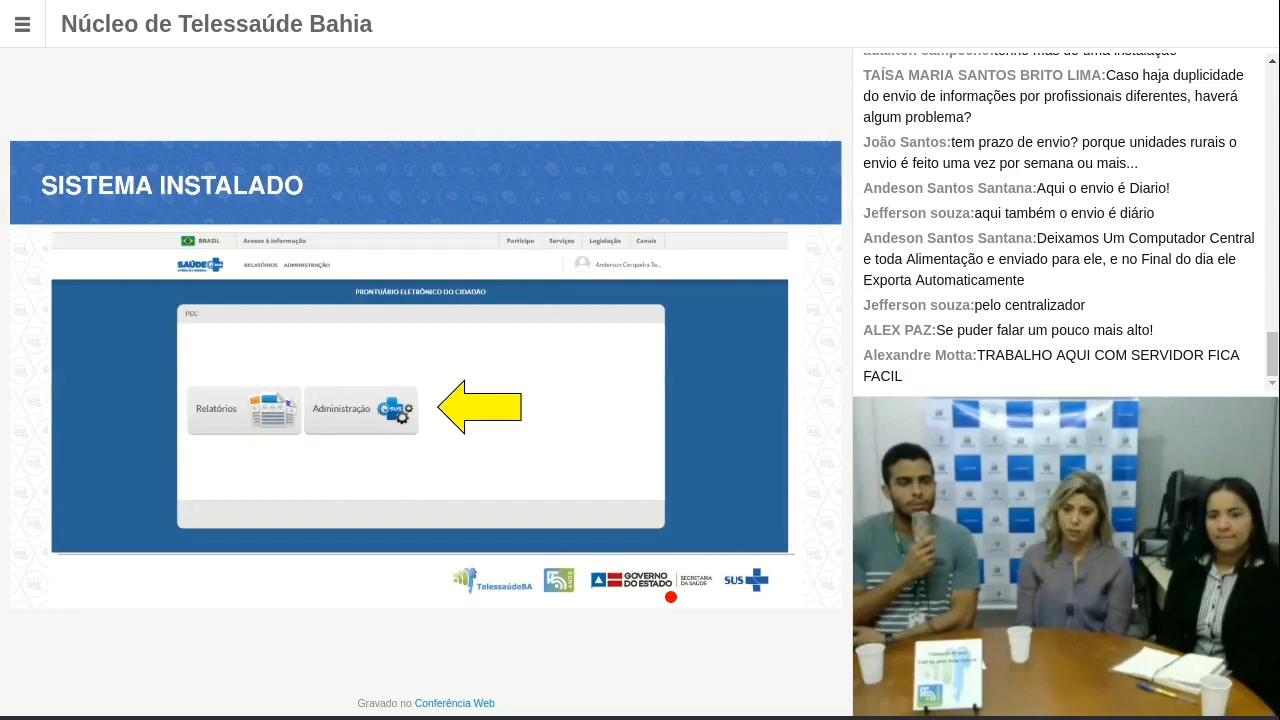 Núcleo de Telessaúde Bahia
SISTEMA INSTALADO
BRASIL Acesso à informação Participe Serviços Legislação Canais
SAÚDE
RELATÓRIOS ADMINISTRAÇÃO Anderson Cerqueira Te...
PRONTUÁRIO ELETRÔNICO DO CIDADÃO
PEC
Relatórios
Administração
TelessaúdeBA
GOVERNO
DO ESTADO
SECRETARIA
DA SAÚDE
SUS
Gravado no Conferência Web
TAÍSA MARIA SANTOS BRITO LIMA:Caso haja duplicidade
do envio de informações por profissionais diferentes, haverá
algum problema?
João Santos:tem prazo de envio? porque unidades rurais o
envio é feito uma vez por semana ou mais...
Andeson Santos Santana:Aqui o envio é Diario!
Jefferson souza:aqui também o envio é diário
Andeson Santos Santana:Deixamos Um Computador Central
e toda Alimentação e enviado para ele, e no Final do dia ele
Exporta Automaticamente
Jefferson souza:pelo centralizador
ALEX PAZ:Se puder falar um pouco mais alto!
Alexandre Motta:TRABALHO AQUI COM SERVIDOR FICA
FACIL